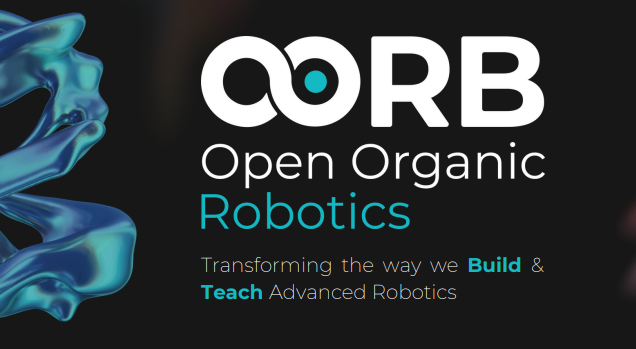 OORB
Open Organic
Robotics
Transforming the way we Build &
Teach Advanced Robotics